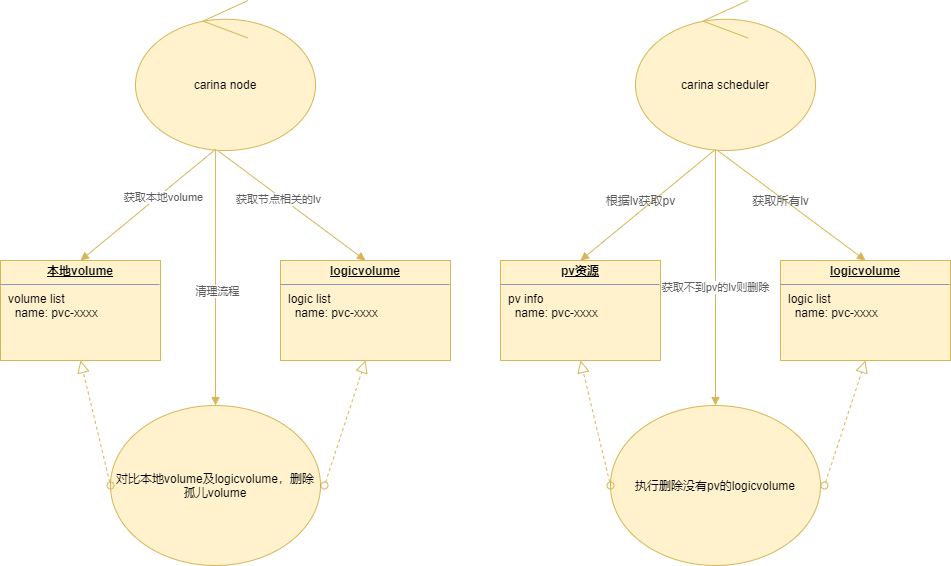 carina node
获取本地volume
获取节点相关的lv
本地volume
volume list
name: pvc-xxxx
清理流程
logicvolume
logic list
name: pvc-xxxx
对比本地volume及logicvolume，删除
孤儿volume
carina scheduler
根据lv获取pv
获取所有lv
pv资源
pv info
name: pvc-xxxx
获取不到pv的lv则删除
logicvolume
logic list
name: pvc-xxxx
执行删除没有pv的logicvolume